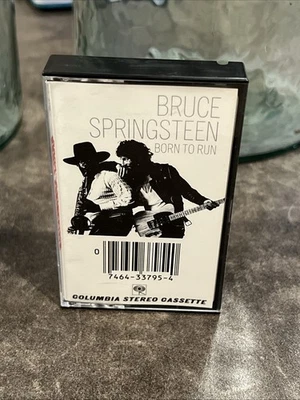 BRUCE
SPRINGSTEEN
BORN TO RUN
0
7464-33795-4
COLUMBIA STEREO CASSETTE